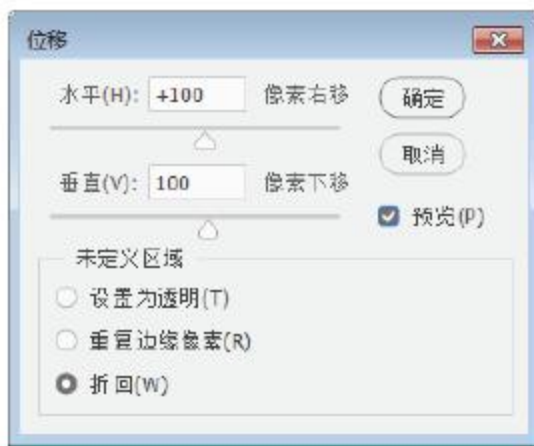 位移
水平(H): +100 像素右移 确定
取消
垂直(V): 100 像素下移
预览(P)
未定义区域
设置为透明(T)
重复边缘像素(R)
折回(W)